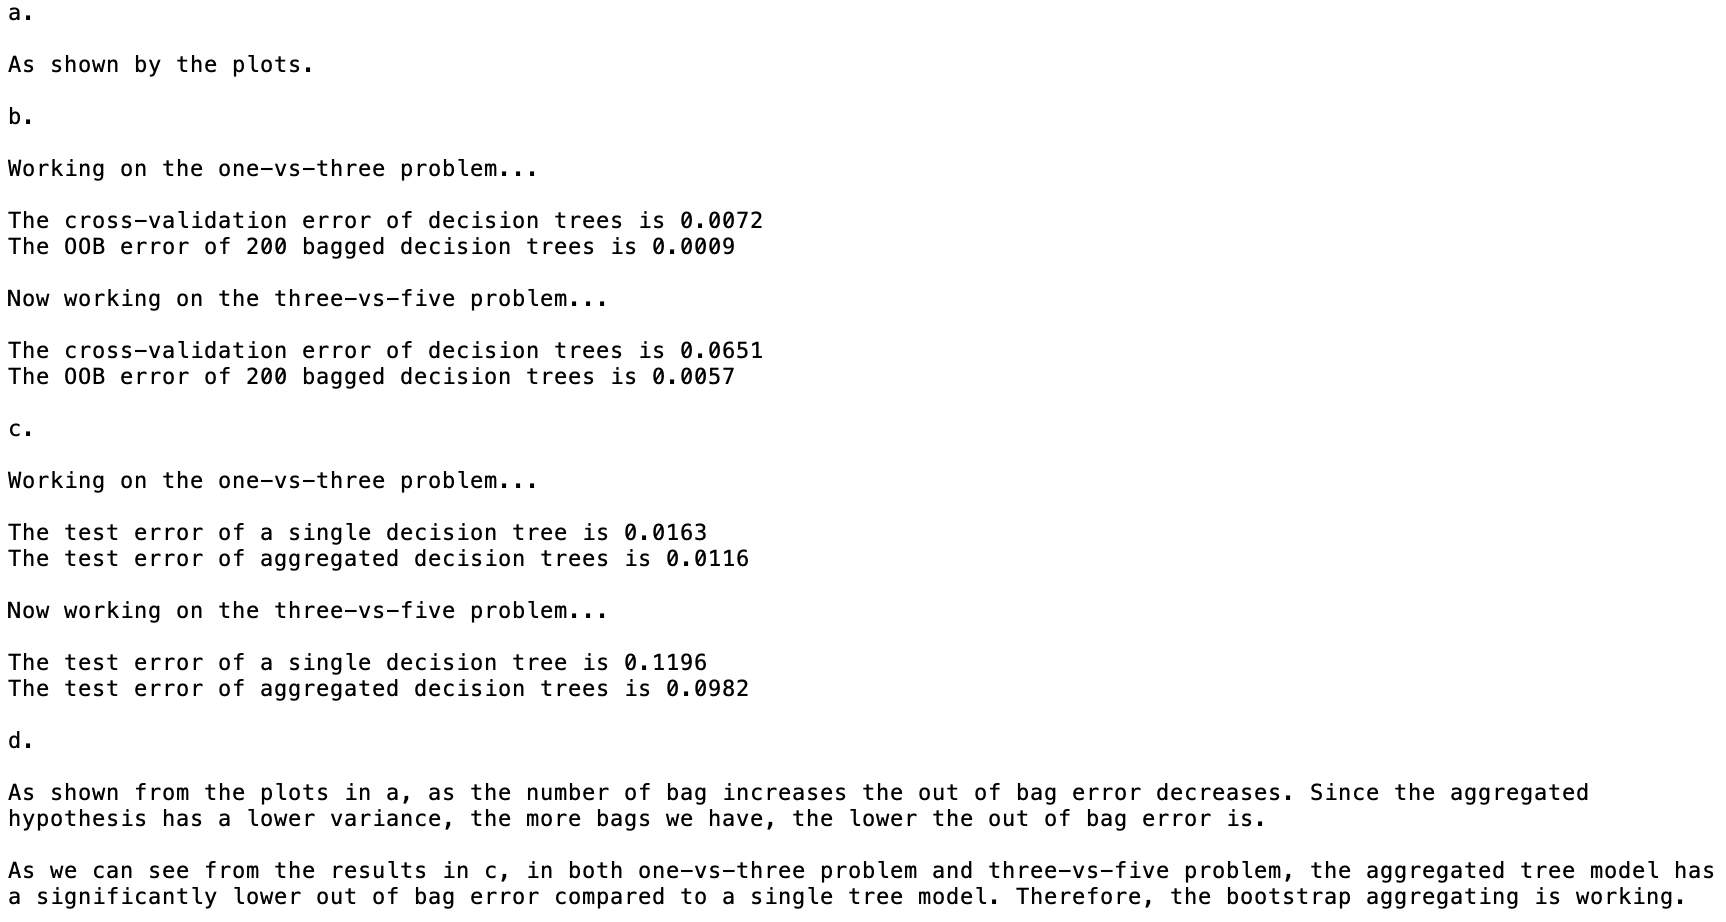 a.
As shown by the plots.
b.
Working on the one-vs-three problem...
The cross-validation error of decision trees is 0.0072
The OOB error of 200 bagged decision trees is 0.0009
Now working on the three-vs-five problem...
The cross-validation error of decision trees is 0.0651
The OOB error of 200 bagged decision trees is 0.0057
c.
Working on the one-vs-three problem...
The test error of a single decision tree is 0.0163
The test error of aggregated decision trees is 0.0116
Now working on the three-vs-five problem...
The test error of a single decision tree is 0.1196
The test error of aggregated decision trees is 0.0982
d.
As shown from the plots in a, as the number of bag increases the out of bag error decreases. Since the aggregated
hypothesis has a lower variance, the more bags we have, the lower the out of bag error is.
As we can see from the results in c, in both one-vs-three problem and three-vs-five problem, the aggregated tree model has
a significantly lower out of bag error compared to a single tree model. Therefore, the bootstrap aggregating is working.